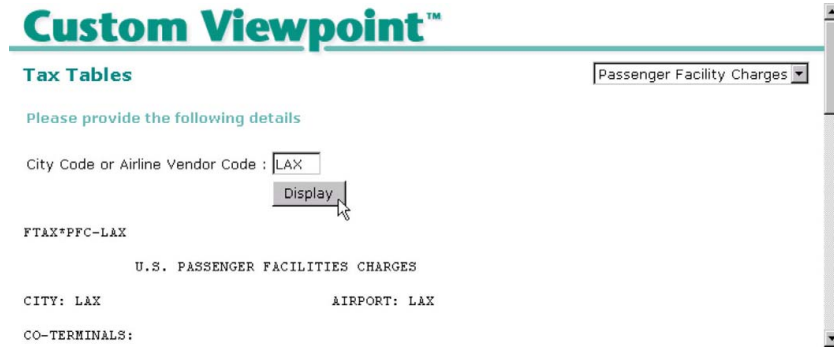 Custom Viewpoint™
Tax Tables
Passenger Facility Charges
Please provide the following details
City Code or Airline Vendor Code : LAX
Display
FTAX*PFC-LAX
U.S. PASSENGER FACILITIES CHARGES
CITY: LAX AIRPORT: LAX
CO-TERMINALS: